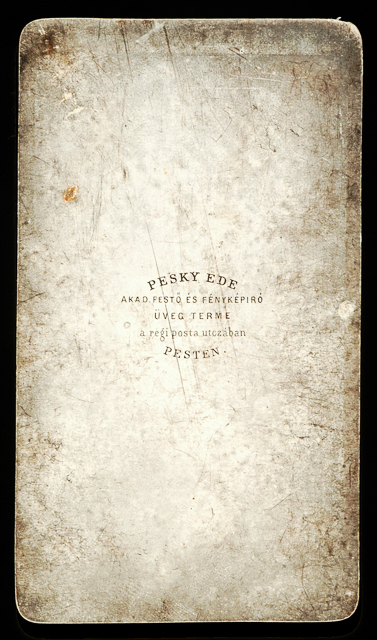 PESKY EDE
AKAD. FESTŐ ÉS FÉNYKÉPIRÓ
ÜVEG TERME
a régi posta utczában
PESTEN.